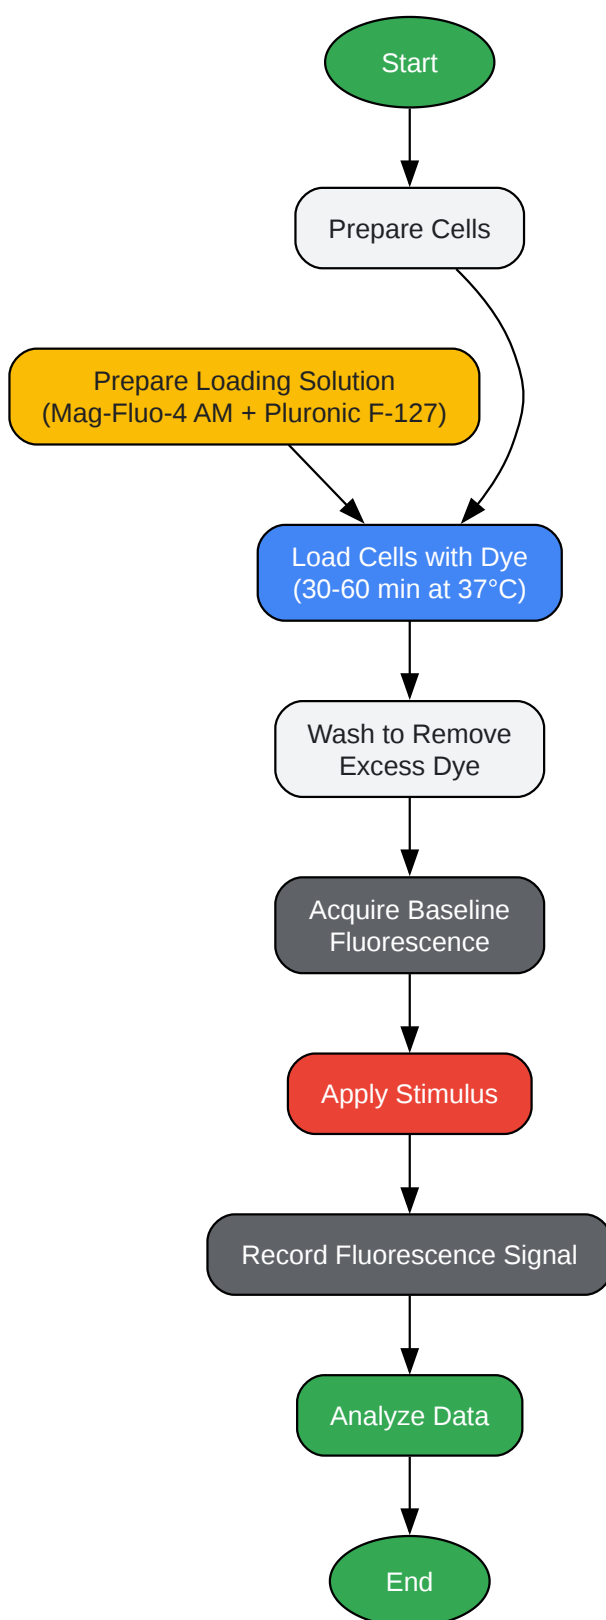 Start
Prepare Cells
Prepare Loading Solution
(Mag-Fluo-4 AM + Pluronic F-127)
Load Cells with Dye
(30-60 min at 37°C)
Wash to Remove
Excess Dye
Acquire Baseline
Fluorescence
Apply Stimulus
Record Fluorescence Signal
Analyze Data
End